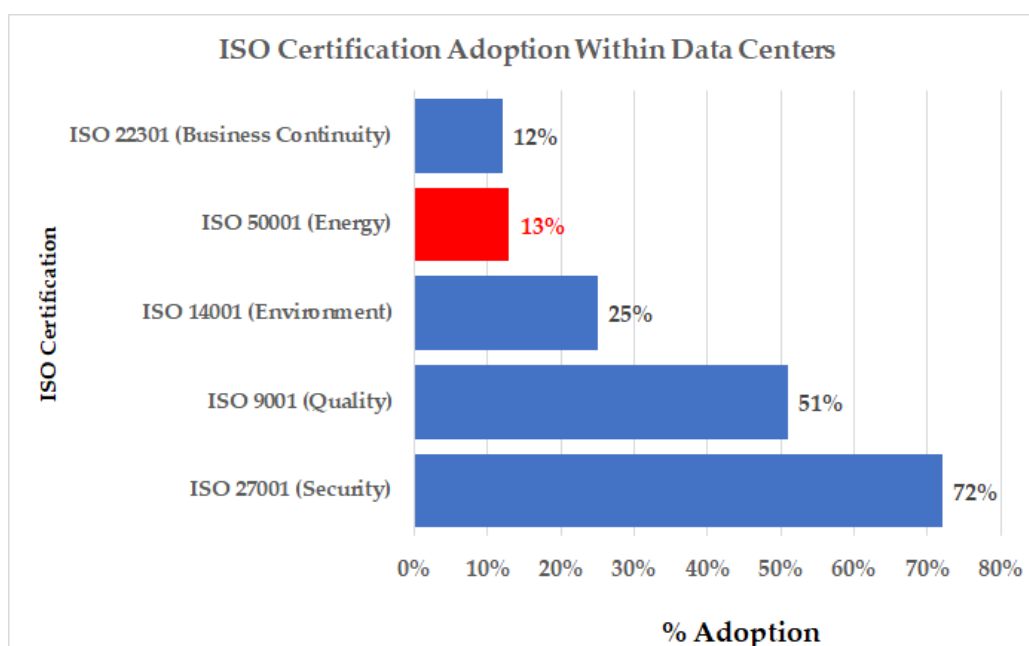 ISO Certification Adoption Within Data Centers
ISO Certification
ISO 22301 (Business Continuity)
12%
ISO 50001 (Energy)
13%
ISO 14001 (Environment)
25%
ISO 9001 (Quality)
51%
ISO 27001 (Security)
72%
0% 10% 20% 30% 40% 50% 60% 70% 80%
% Adoption